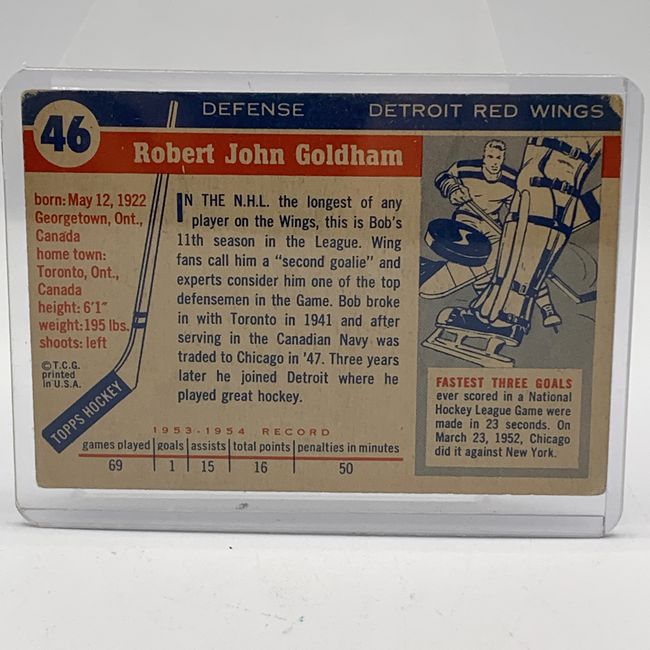 46
DEFENSE DETROIT RED WINGS
Robert John Goldham
born: May 12, 1922
Georgetown, Ont.,
Canada
home town:
Toronto, Ont.,
Canada
height: 6'1"
weight: 195 lbs.
shoots: left
© T.C.G.
printed
in U.S.A.
TOPPS HOCKEY
IN THE N.H.L. the longest of any
player on the Wings, this is Bob's
11th season in the League. Wing
fans call him a "second goalie" and
experts consider him one of the top
defensemen in the Game. Bob broke
in with Toronto in 1941 and after
serving in the Canadian Navy was
traded to Chicago in '47. Three years
later he joined Detroit where he
played great hockey.
1953-1954 RECORD
games played goals assists total points penalties in minutes
69 1 15 16 50
FASTEST THREE GOALS
ever scored in a National
Hockey League Game were
made in 23 seconds. On
March 23, 1952, Chicago
did it against New York.